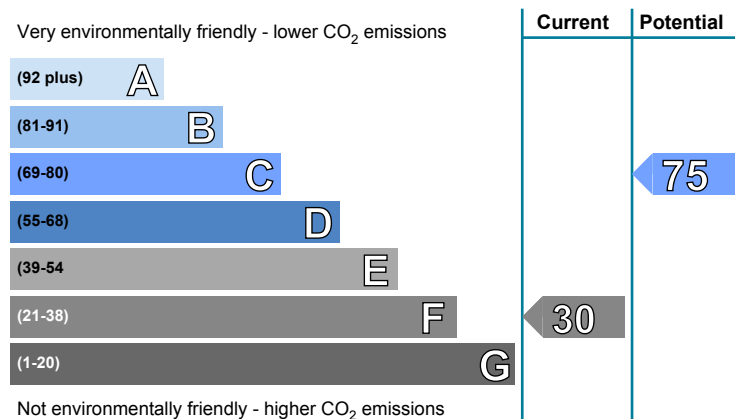 Very environmentally friendly - lower CO2 emissions
Current
Potential
(92 plus) A
(81-91) B
(69-80) C
75
(55-68) D
(39-54 E
(21-38) F
30
(1-20) G
Not environmentally friendly - higher CO2 emissions